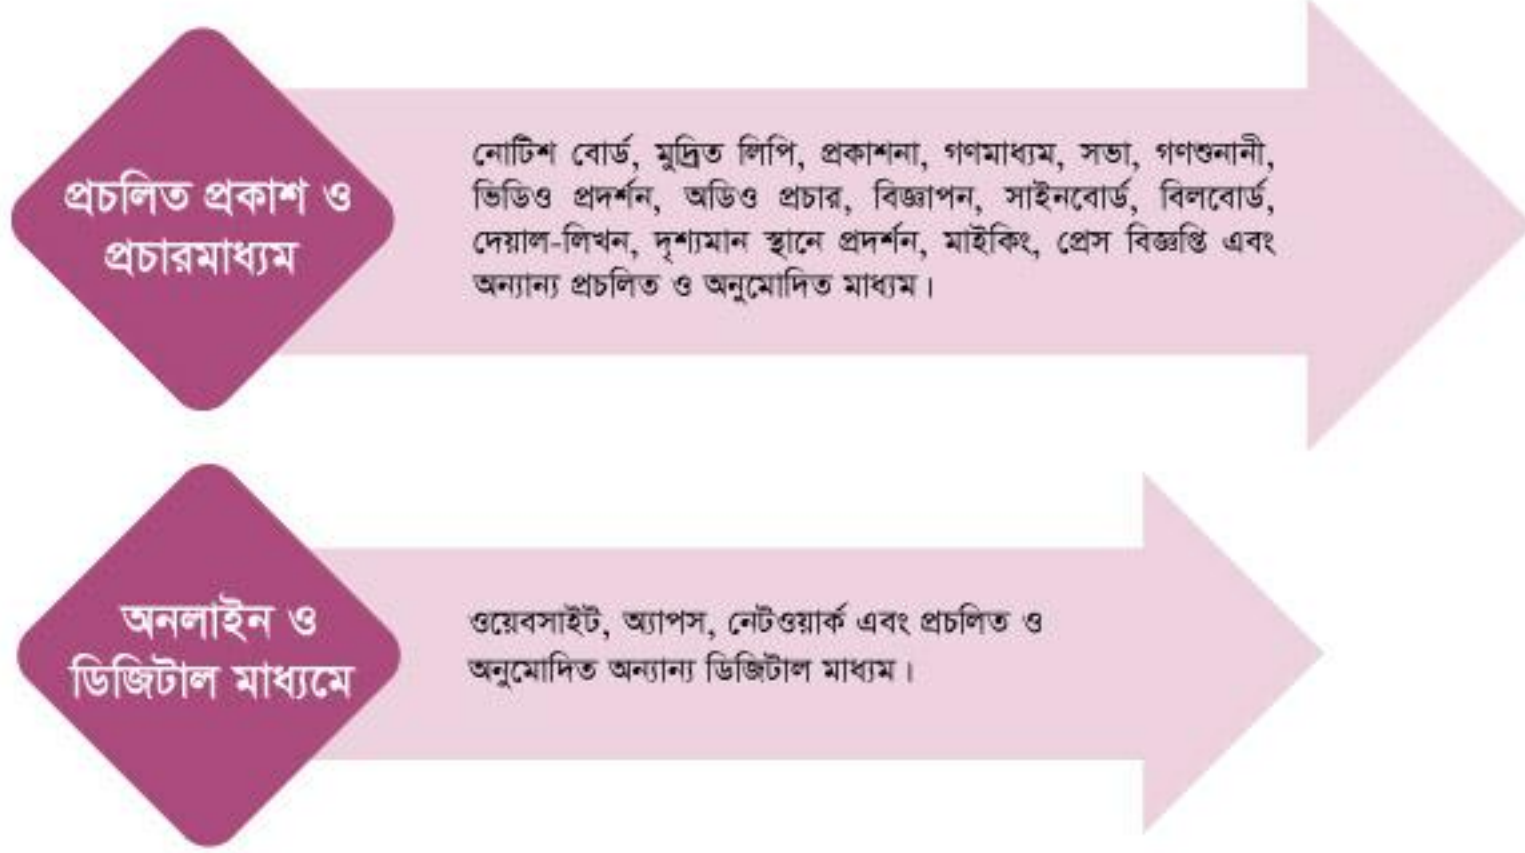 প্রচলিত প্রকাশ ও
প্রচারমাধ্যম
নোটিশ বোর্ড, মুদ্রিত লিপি, প্রকাশনা, গণমাধ্যম, সভা, গণশুনানী,
ভিডিও প্রদর্শন, অডিও প্রচার, বিজ্ঞাপন, সাইনবোর্ড, বিলবোর্ড,
দেয়াল-লিখন, দৃশ্যমান স্থানে প্রদর্শন, মাইকিং, প্রেস বিজ্ঞপ্তি এবং
অন্যান্য প্রচলিত ও অনুমোদিত মাধ্যম।
অনলাইন ও
ডিজিটাল মাধ্যমে
ওয়েবসাইট, অ্যাপস, নেটওয়ার্ক এবং প্রচলিত ও
অনুমোদিত অন্যান্য ডিজিটাল মাধ্যম।